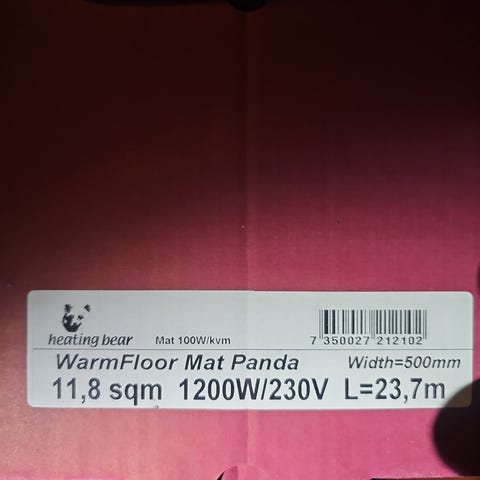 heating bear Mat 100W/kvm 7 350027 212102
WarmFloor Mat Panda Width=500mm
11,8 sqm 1200W/230V L=23,7m